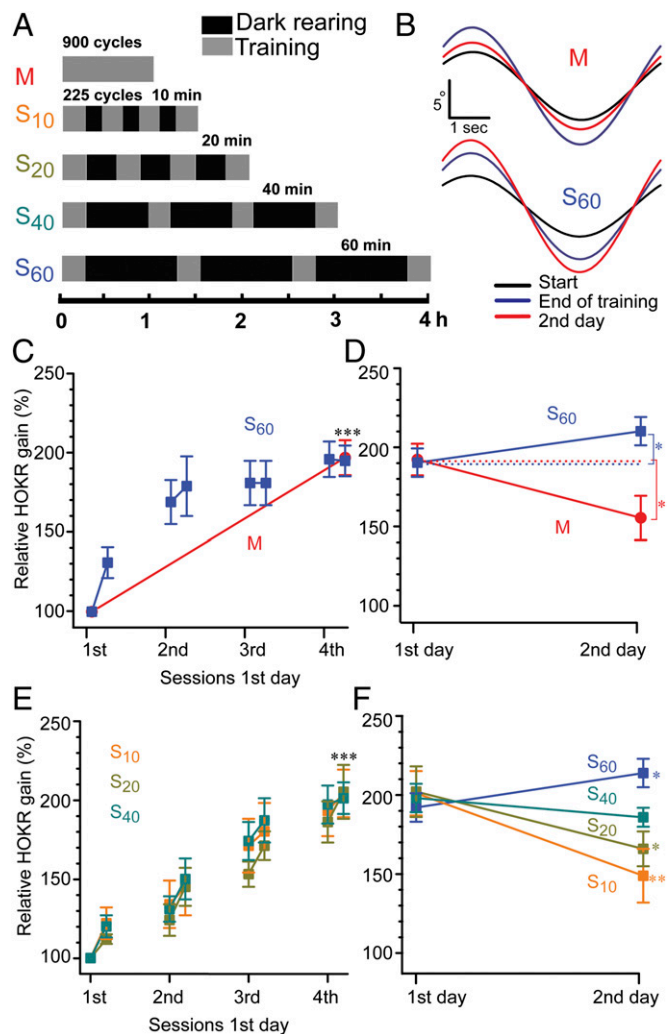 A
Dark rearing
Training
900 cycles
M
225 cycles 10 min
S10
20 min
S20
40 min
S40
60 min
S60
0 1 2 3 4 h
B
M
5°
1 sec
S60
Start
End of training
2nd day
C
250
200
150
100
Relative HOKR gain (%)
S60
***
M
1st 2nd 3rd 4th
Sessions 1st day
D
250
200
150
100
S60
*
*
M
1st day 2nd day
E
250
200
150
100
Relative HOKR gain (%)
S10
S20
S40
***
1st 2nd 3rd 4th
Sessions 1st day
F
250
200
150
100
S60
*
S40
S20
*
S10
**
1st day 2nd day